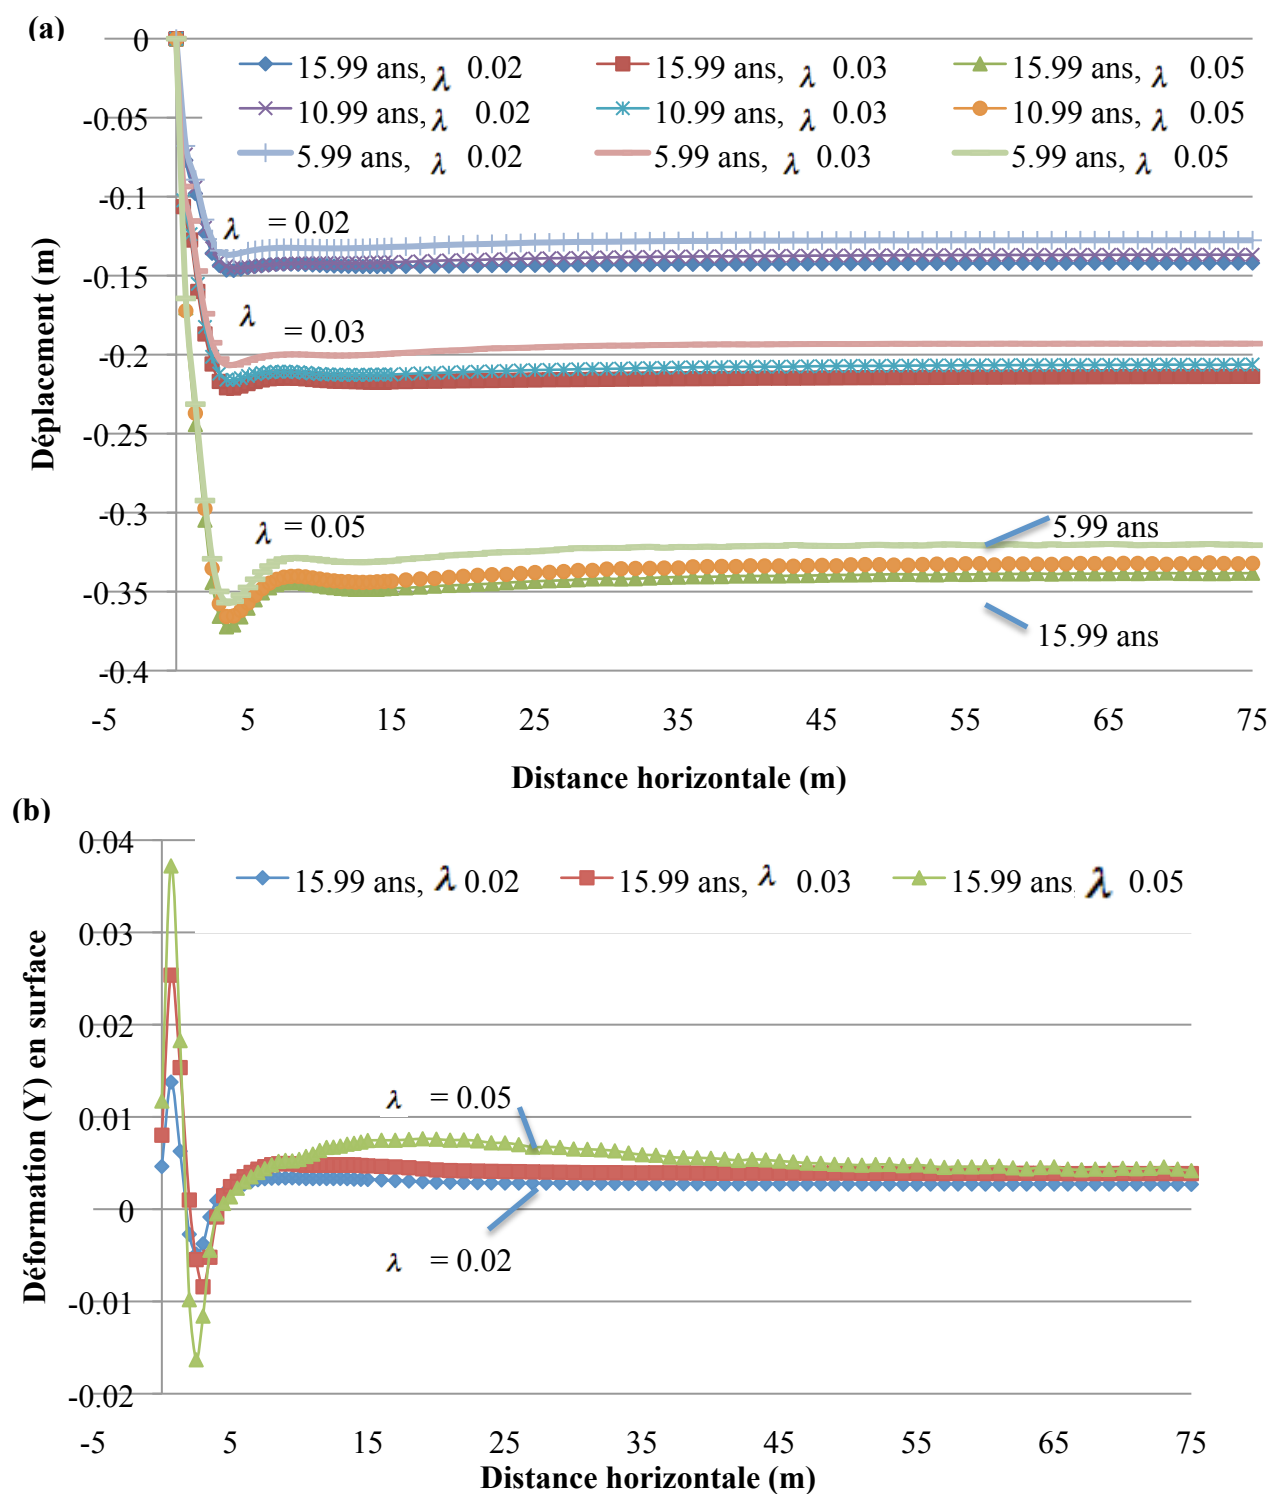 (a)
0
-0.05
-0.1
-0.15
-0.2
-0.25
-0.3
-0.35
-0.4
Déplacement (m)
15.99 ans, λ 0.02
15.99 ans, λ 0.03
15.99 ans, λ 0.05
10.99 ans, λ 0.02
10.99 ans, λ 0.03
10.99 ans, λ 0.05
5.99 ans, λ 0.02
5.99 ans, λ 0.03
5.99 ans, λ 0.05
λ = 0.02
λ = 0.03
λ = 0.05
5.99 ans
15.99 ans
-5 5 15 25 35 45 55 65 75
Distance horizontale (m)
(b)
0.04
0.03
0.02
0.01
0
-0.01
-0.02
Déformation (Y) en surface
15.99 ans, λ 0.02
15.99 ans, λ 0.03
15.99 ans, λ 0.05
λ = 0.05
λ = 0.02
-5 5 15 25 35 45 55 65 75
Distance horizontale (m)